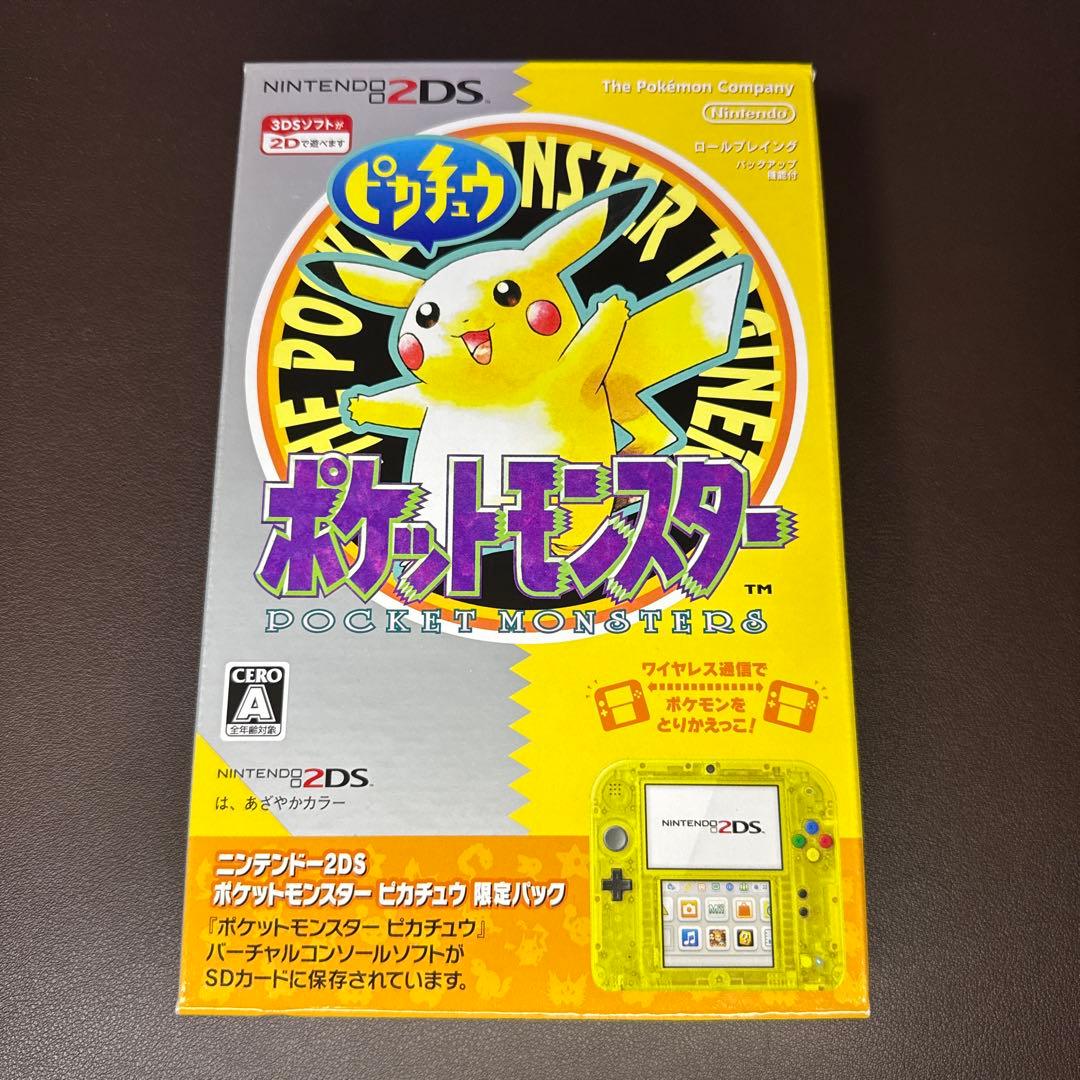 NINTENDO 2DS™
The Pokémon Company
Nintendo
3DSソフトが
2Dで遊べます
ロールプレイング
バックアップ
機能付
ピカチュウ
ポケットモンスター
™
POCKET MONSTERS
CERO
A
全年齢対象
ワイヤレス通信で
ポケモンを
とりかえっこ!
NINTENDO 2DS™
は、あざやかカラー
NINTENDO 2DS™
ニンテンドー2DS
ポケットモンスター ピカチュウ 限定パック
『ポケットモンスター ピカチュウ』
バーチャルコンソールソフトが
SDカードに保存されています。